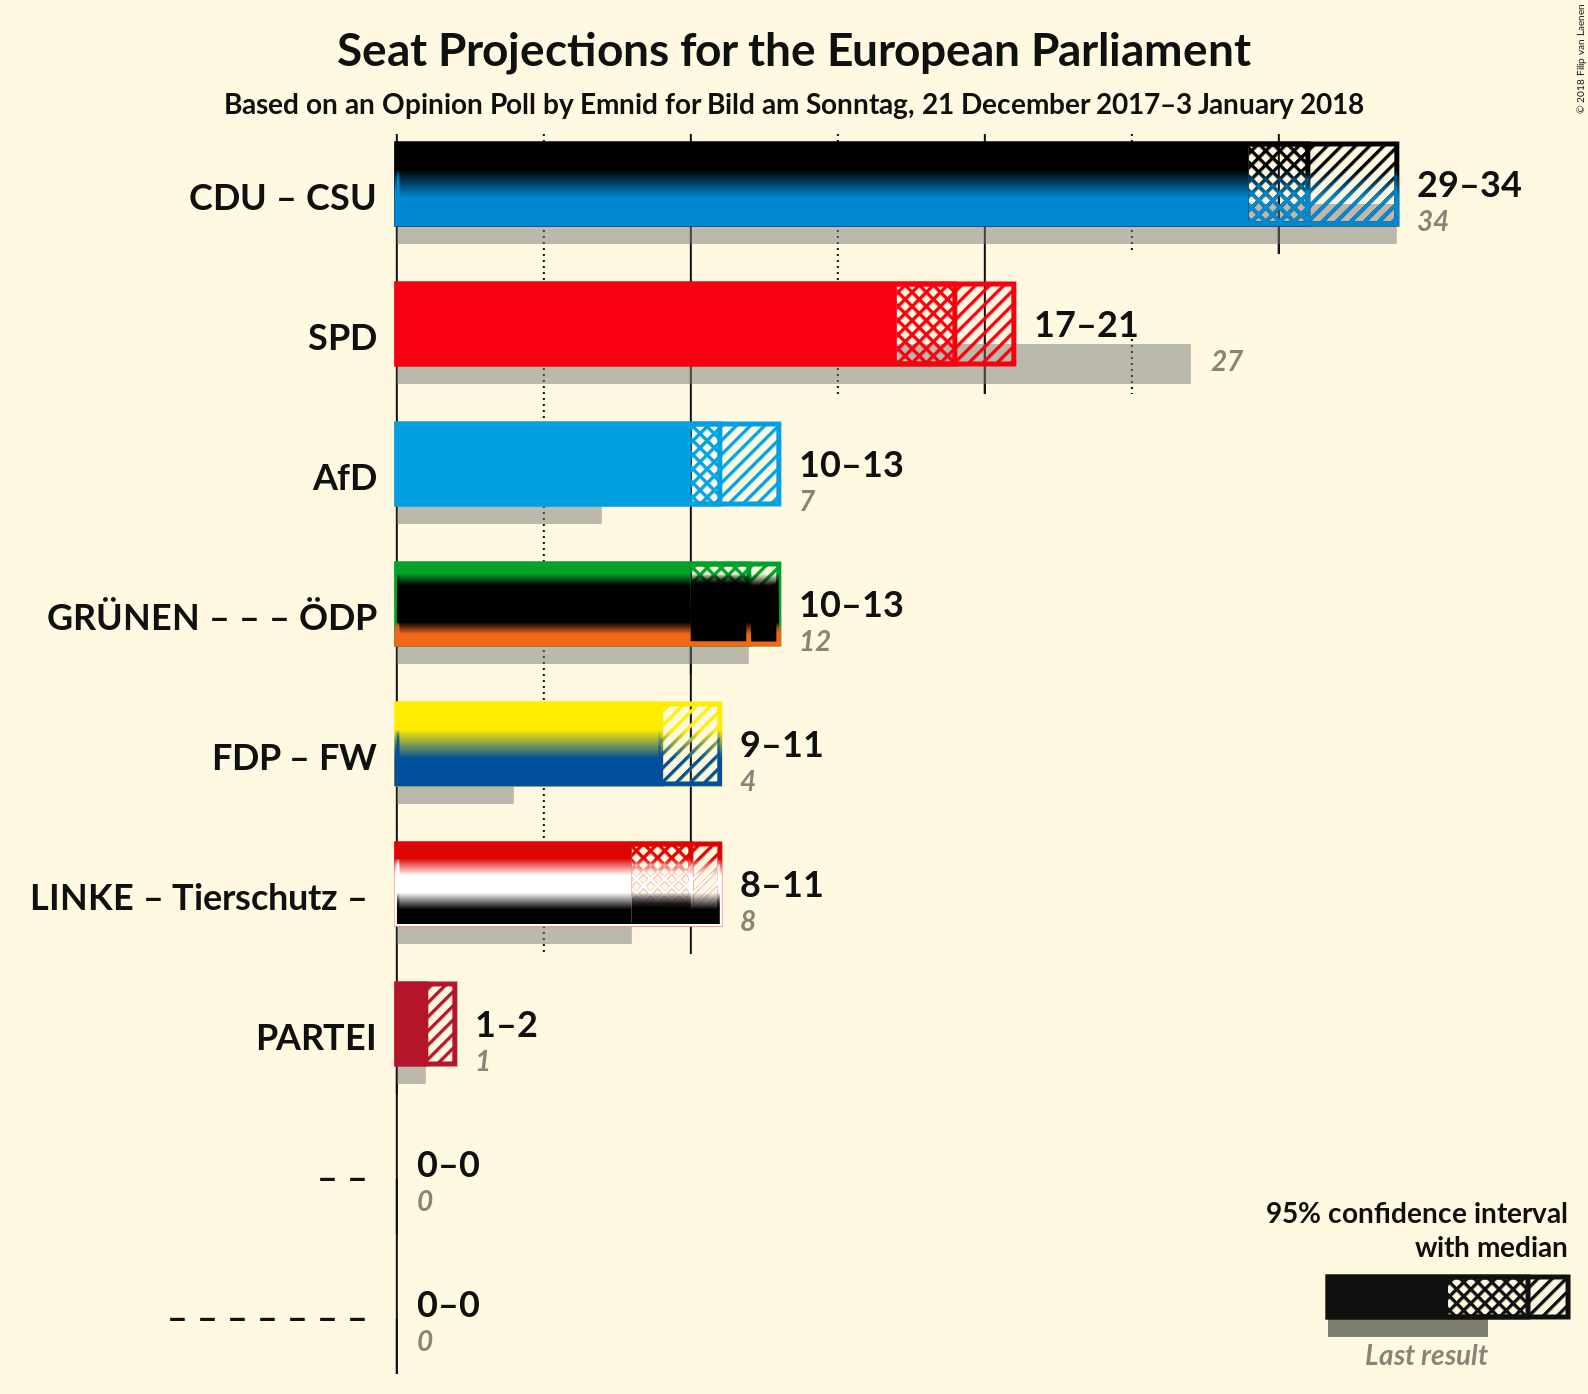 Seat Projections for the European Parliament
Based on an Opinion Poll by Emnid for Bild am Sonntag, 21 December 2017–3 January 2018
© 2018 Filip van Laenen
CDU – CSU
29–34
34
SPD
17–21
27
AfD
10–13
7
GRÜNEN – – – ÖDP
10–13
12
FDP – FW
9–11
4
LINKE – Tierschutz –
8–11
8
PARTEI
1–2
1
– –
0–0
0
– – – – – – –
0–0
0
95% confidence interval
with median
Last result